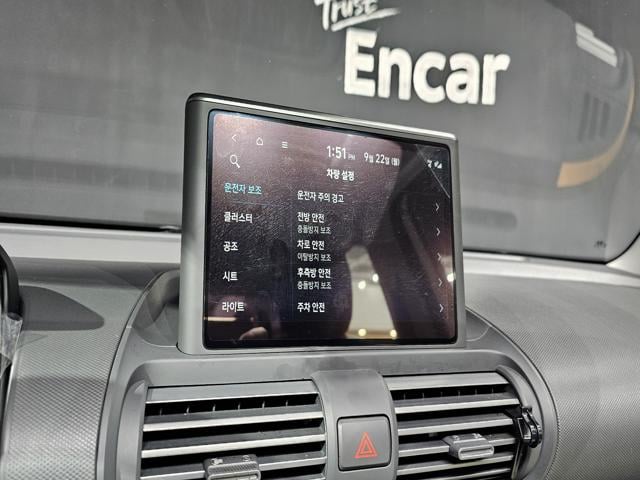 Trust
Encar
1:51 PM 9월 22일 (월)
차량 설정
운전자 보조
클러스터
공조
시트
라이트
운전자 주의 경고
전방 안전
충돌방지 보조
차로 안전
이탈방지 보조
후측방 안전
충돌방지 보조
주차 안전